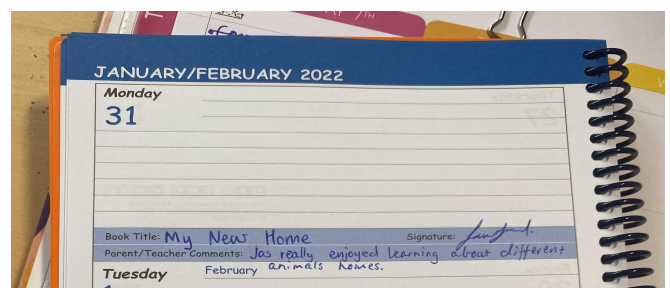 JANUARY/FEBRUARY 2022
Monday
31
Book Title: My New Home Signature:
Parent/Teacher Comments: Jas really enjoyed learning about different
animals homes.
Tuesday February